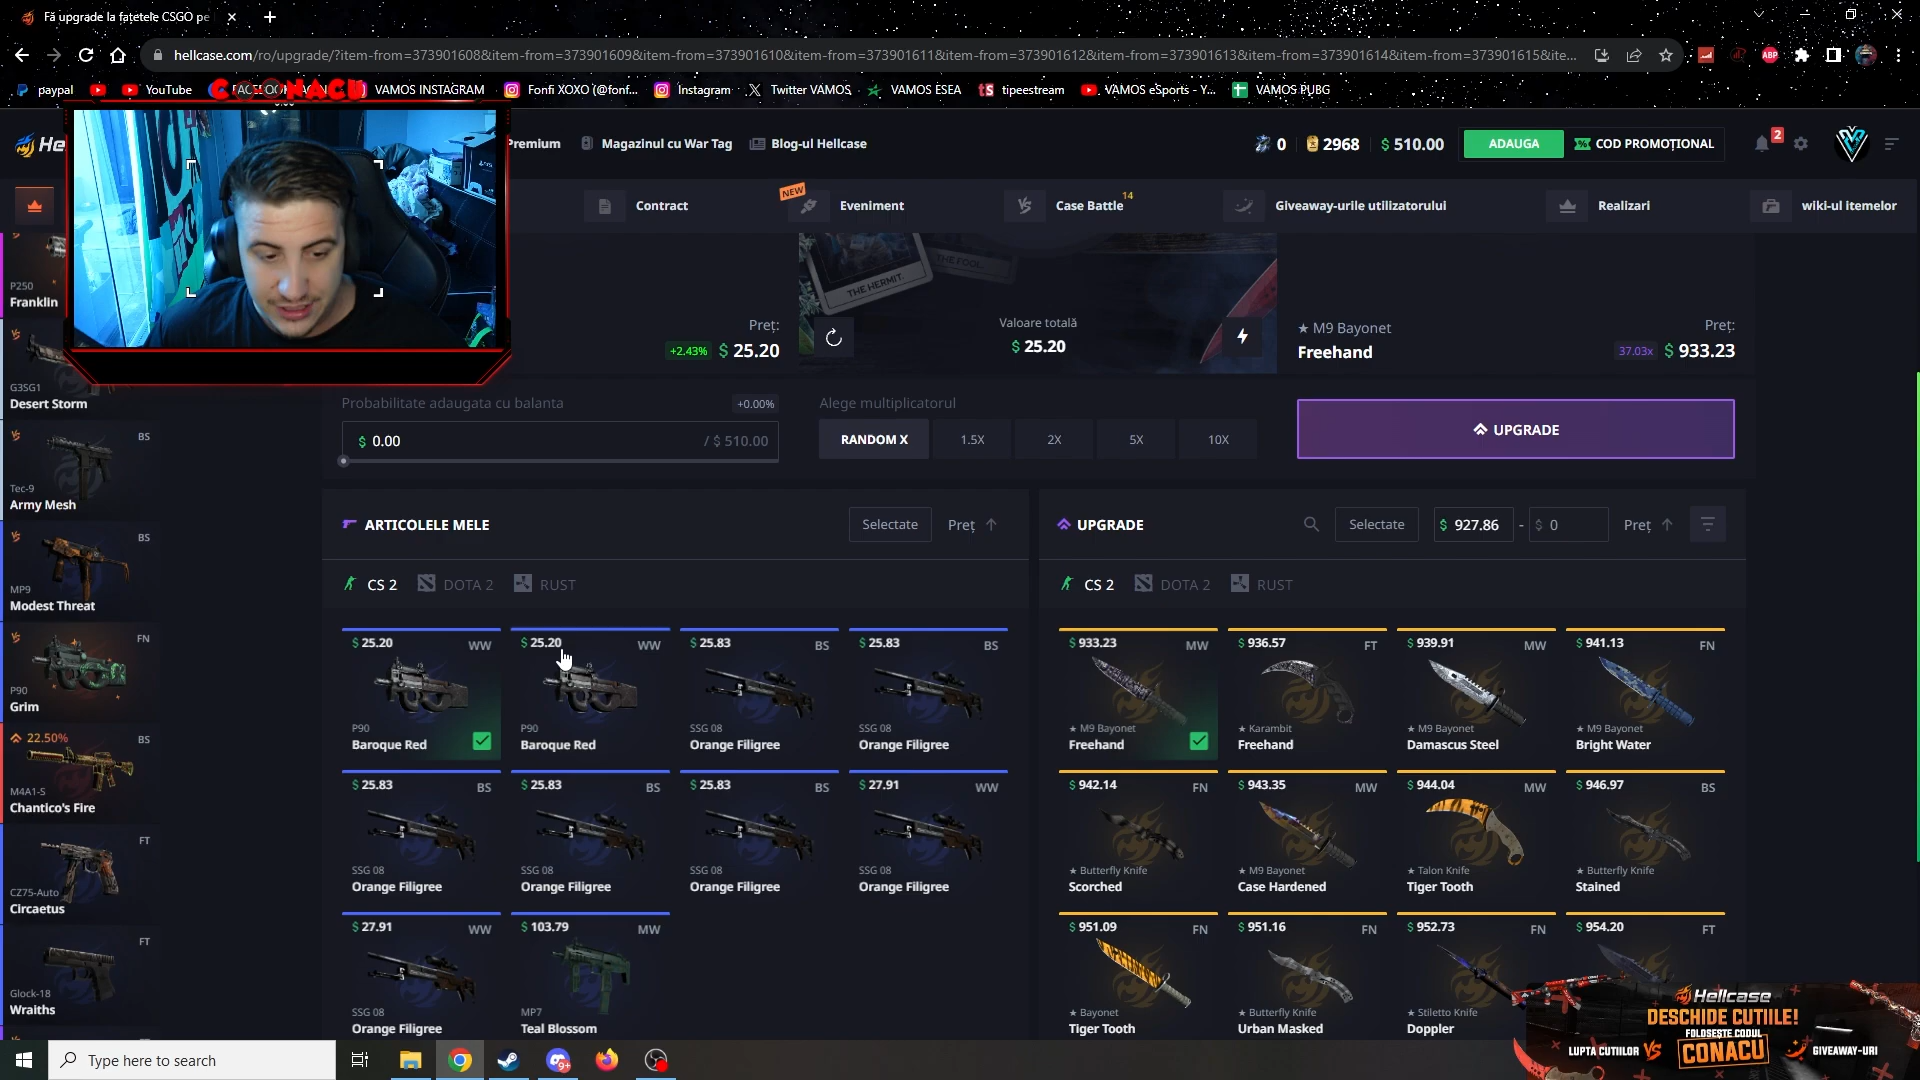 Fă upgrade la fațetele CSGO pe
hellcase.com/ro/upgrade/?item-from=373901608&item-from=373901609&item-from=373901610&item-from=373901611&item-from=373901612&item-from=373901613&item-from=373901614&item-from=373901615&ite...
paypal
YouTube
VAMOS INSTAGRAM
Fonfi XOXO (@fonf...
Instagram
Twitter VAMOS
VAMOS ESEA
tipeestream
VAMOS eSports - Y...
VAMOS PUBG
He
Premium
Magazinul cu War Tag
Blog-ul Hellcase
0
2968
$ 510.00
ADAUGA
COD PROMOȚIONAL
2
Contract
NEW
Eveniment
Case Battle
14
Giveaway-urile utilizatorului
Realizari
wiki-ul itemelor
P250
Franklin
G3SG1
Desert Storm
BS
Tec-9
Army Mesh
BS
MP9
Modest Threat
FN
P90
Grim
22.50%
BS
M4A1-S
Chantico's Fire
FT
CZ75-Auto
Circaetus
FT
Glock-18
Wraiths
Preț:
+2.43% $ 25.20
THE HERMIT.
THE FOOL.
Valoare totală
$ 25.20
★ M9 Bayonet
Freehand
Preț:
37.03x $ 933.23
Probabilitate adaugata cu balanta
+0.00%
$ 0.00
/ $ 510.00
Alege multiplicatorul
RANDOM X
1.5X
2X
5X
10X
UPGRADE
ARTICOLELE MELE
Selectate
Preț
CS 2
DOTA 2
RUST
$ 25.20 WW
P90
Baroque Red
$ 25.20 WW
P90
Baroque Red
$ 25.83 BS
SSG 08
Orange Filigree
$ 25.83 BS
SSG 08
Orange Filigree
$ 25.83 BS
SSG 08
Orange Filigree
$ 25.83 BS
SSG 08
Orange Filigree
$ 25.83 BS
SSG 08
Orange Filigree
$ 27.91 WW
SSG 08
Orange Filigree
$ 27.91 WW
SSG 08
Orange Filigree
$ 103.79 MW
MP7
Teal Blossom
UPGRADE
Selectate
$ 927.86 - $ 0
Preț
CS 2
DOTA 2
RUST
$ 933.23 MW
★ M9 Bayonet
Freehand
$ 936.57 FT
★ Karambit
Freehand
$ 939.91 MW
★ M9 Bayonet
Damascus Steel
$ 941.13 FN
★ M9 Bayonet
Bright Water
$ 942.14 FN
★ Butterfly Knife
Scorched
$ 943.35 MW
★ M9 Bayonet
Case Hardened
$ 944.04 MW
★ Talon Knife
Tiger Tooth
$ 946.97 BS
★ Butterfly Knife
Stained
$ 951.09 FN
★ Bayonet
Tiger Tooth
$ 951.16 FN
★ Butterfly Knife
Urban Masked
$ 952.73 FN
★ Stiletto Knife
Doppler
$ 954.20 FT
Hellcase
DESCHIDE CUTIILE!
FOLOSEȘTE CODUL
CONACU
LUPTA CUTIILOR VS
GIVEAWAY-URI
Type here to search
9+